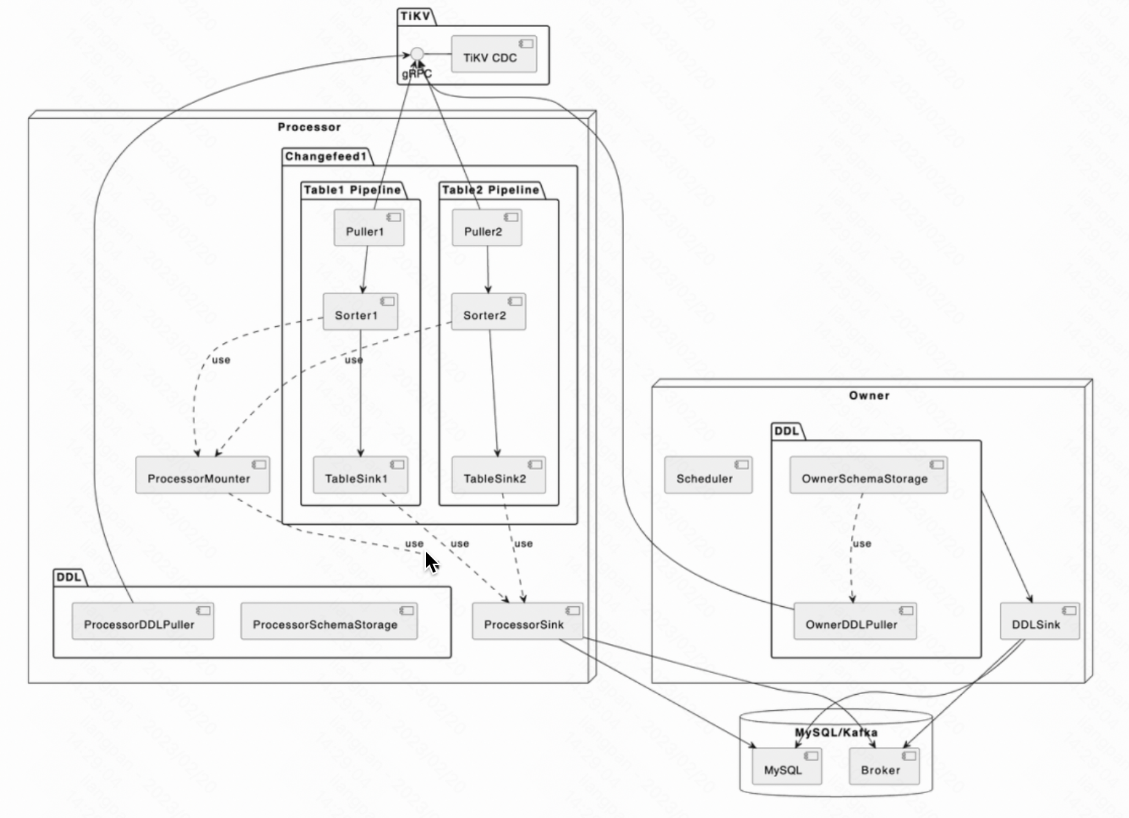 TiKV
TiKV CDC
gRPC
Processor
Changefeed1
Table1 Pipeline
Table2 Pipeline
Puller1
Puller2
Sorter1
Sorter2
use
use
Owner
DDL
ProcessorMounter
TableSink1
TableSink2
Scheduler
OwnerSchemaStorage
use
use
use
use
DDL
ProcessorDDLPuller
ProcessorSchemaStorage
ProcessorSink
OwnerDDLPuller
DDLSink
MySQL/Kafka
MySQL
Broker